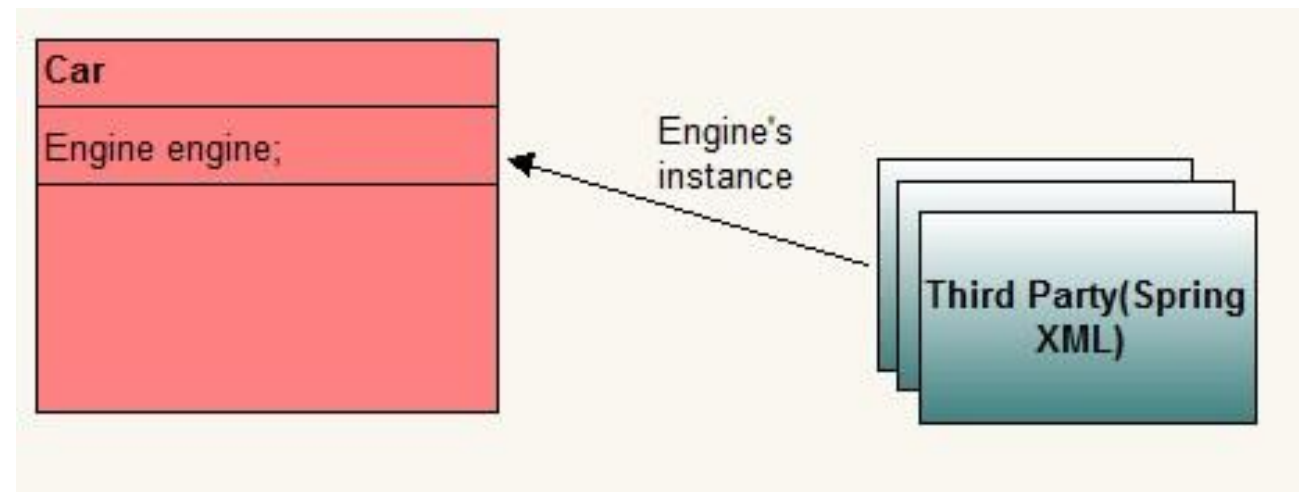 Car
Engine engine;
Engine's
instance
Third Party(Spring
XML)